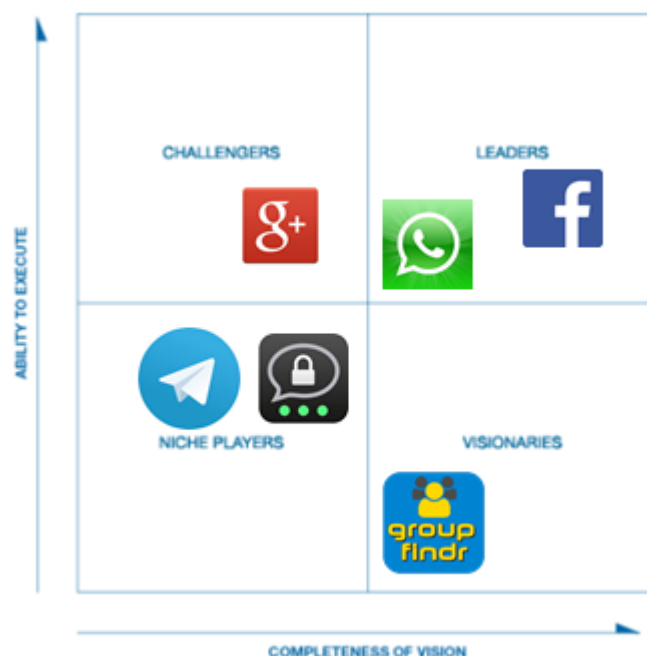 CHALLENGERS
LEADERS
g+
f
ABILITY TO EXECUTE
NICHE PLAYERS
VISIONARIES
group
findr
COMPLETENESS OF VISION